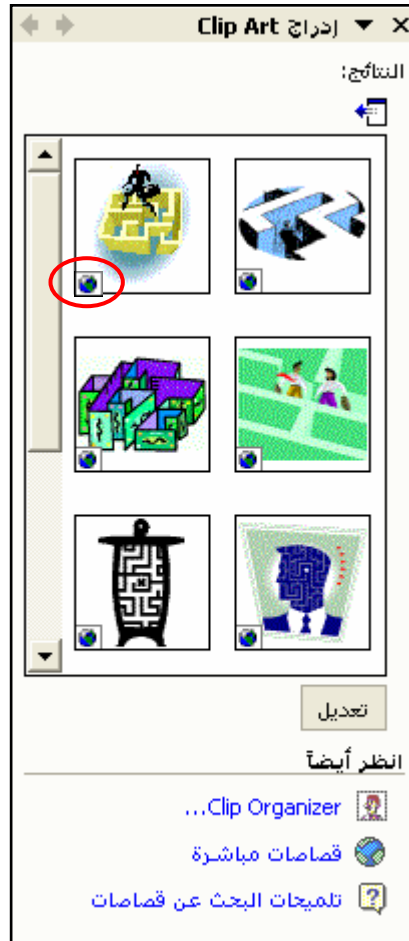 إدراج Clip Art
النتائج:
تعديل
انظر أيضاً
Clip Organizer...
قصاصات مباشرة
تلميحات البحث عن قصاصات